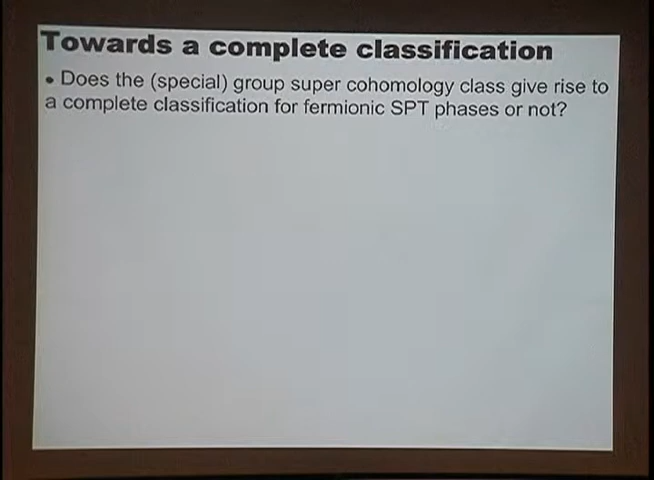 Towards a complete classification
• Does the (special) group super cohomology class give rise to
a complete classification for fermionic SPT phases or not?